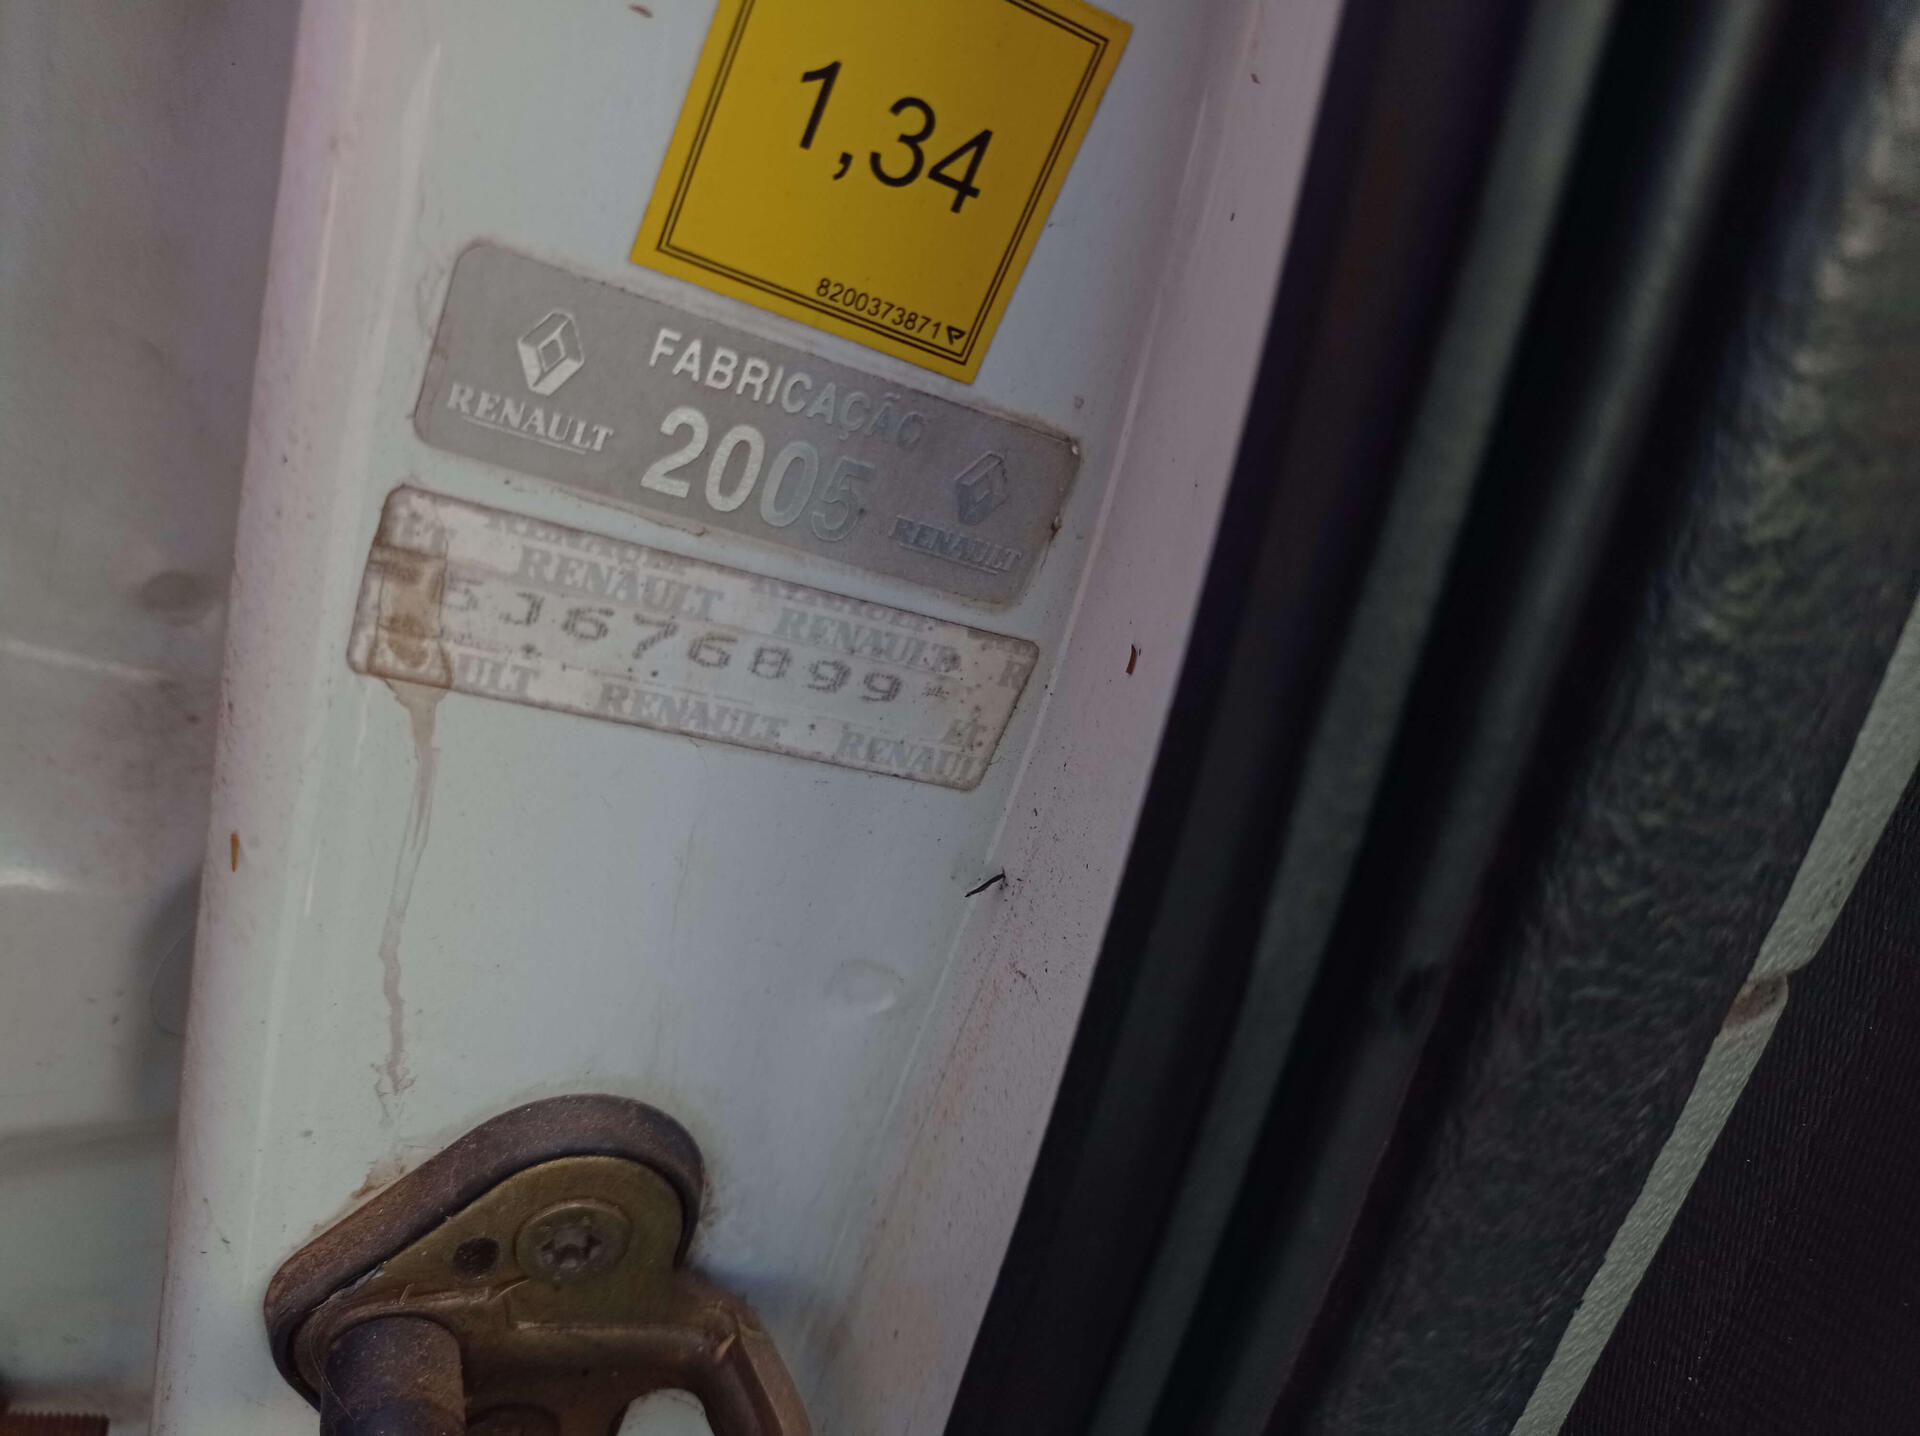 1,34
8200373871
FABRICAÇÃO
RENAULT 2005 RENAULT
RENAULT RENAULT
5J676899*
RENAULT RENAULT